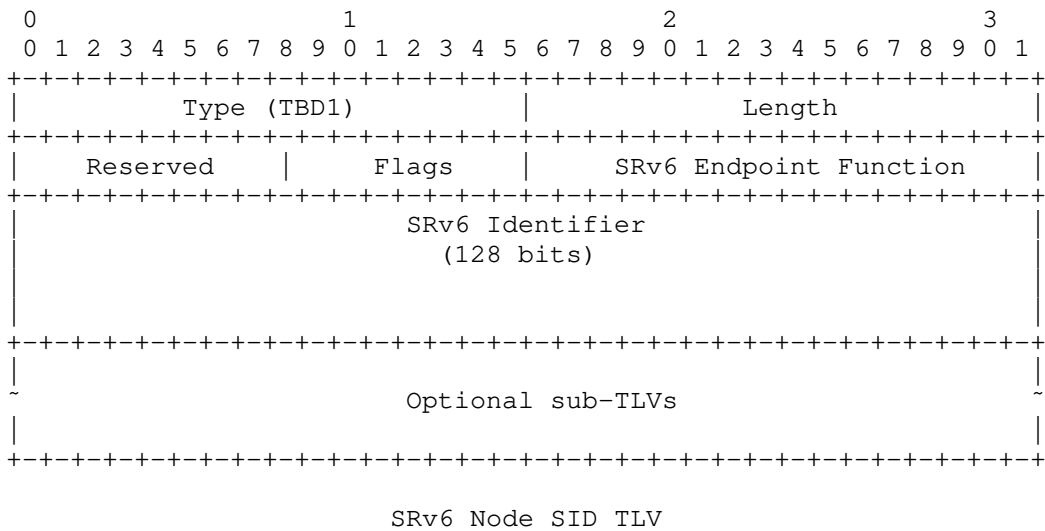 0                   1                   2                   3
 0 1 2 3 4 5 6 7 8 9 0 1 2 3 4 5 6 7 8 9 0 1 2 3 4 5 6 7 8 9 0 1
+-+-+-+-+-+-+-+-+-+-+-+-+-+-+-+-+-+-+-+-+-+-+-+-+-+-+-+-+-+-+-+-+
|          Type (TBD1)          |             Length            |
+-+-+-+-+-+-+-+-+-+-+-+-+-+-+-+-+-+-+-+-+-+-+-+-+-+-+-+-+-+-+-+-+
|    Reserved    |     Flags    |     SRv6 Endpoint Function    |
+-+-+-+-+-+-+-+-+-+-+-+-+-+-+-+-+-+-+-+-+-+-+-+-+-+-+-+-+-+-+-+-+
|                        SRv6 Identifier                        |
|                          (128 bits)                           |
|                                                               |
|                                                               |
+-+-+-+-+-+-+-+-+-+-+-+-+-+-+-+-+-+-+-+-+-+-+-+-+-+-+-+-+-+-+-+-+
|                                                               |
~                        Optional sub-TLVs                      ~
|                                                               |
+-+-+-+-+-+-+-+-+-+-+-+-+-+-+-+-+-+-+-+-+-+-+-+-+-+-+-+-+-+-+-+-+
SRv6 Node SID TLV